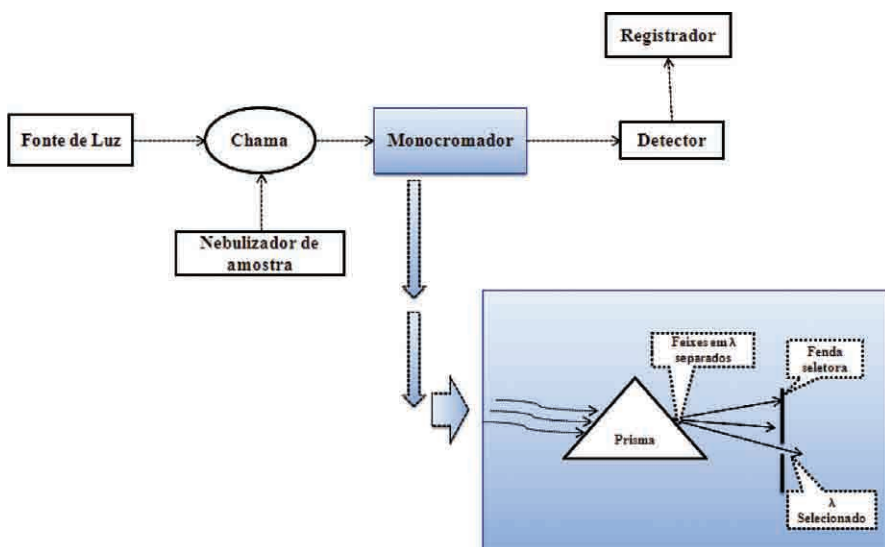 Registrador
Fonte de Luz
Chama
Monocromador
Detector
Nebulizador de
amostra
Feixes em λ
separados
Fenda
seletora
Prisma
λ
Selecionado